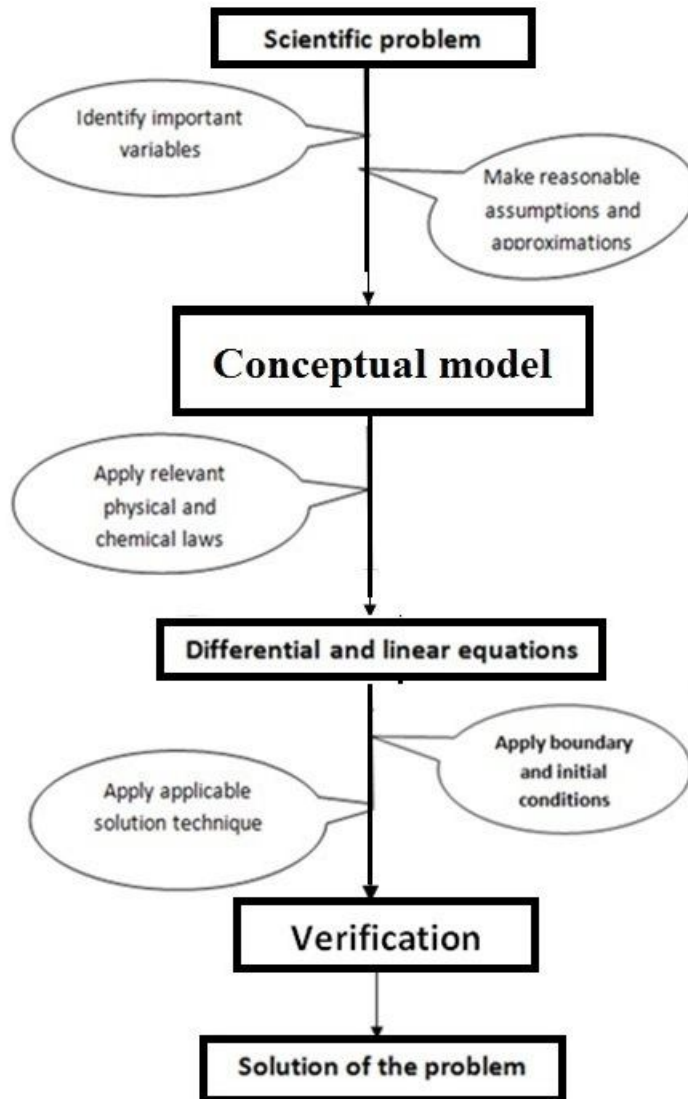 Scientific problem
Identify important
variables
Make reasonable
assumptions and
approximations
Conceptual model
Apply relevant
physical and
chemical laws
Differential and linear equations
Apply boundary
and initial
conditions
Apply applicable
solution technique
Verification
Solution of the problem